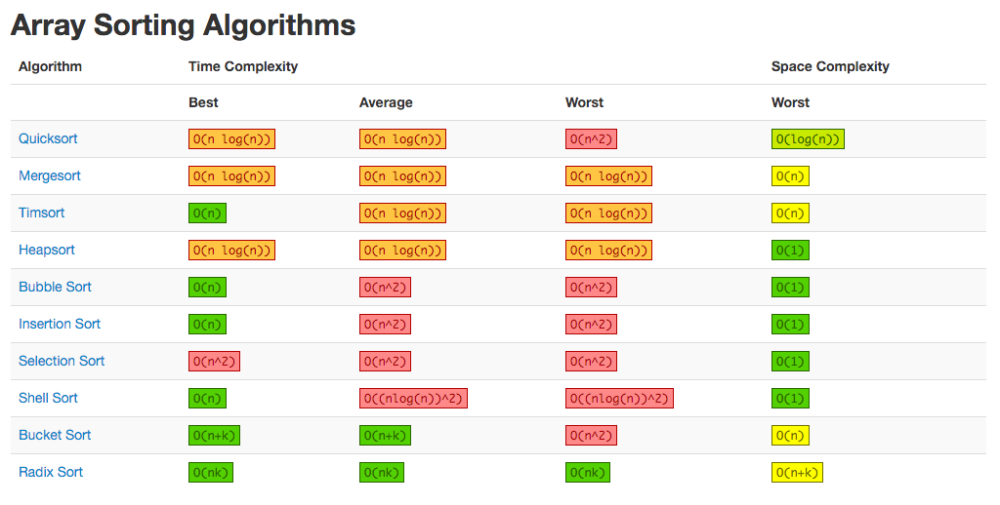 Array Sorting Algorithms
Algorithm Time Complexity Space Complexity
Best Average Worst Worst
Quicksort O(n log(n)) O(n log(n)) O(n^2) O(log(n))
Mergesort O(n log(n)) O(n log(n)) O(n log(n)) O(n)
Timsort O(n) O(n log(n)) O(n log(n)) O(n)
Heapsort O(n log(n)) O(n log(n)) O(n log(n)) O(1)
Bubble Sort O(n) O(n^2) O(n^2) O(1)
Insertion Sort O(n) O(n^2) O(n^2) O(1)
Selection Sort O(n^2) O(n^2) O(n^2) O(1)
Shell Sort O(n) O((nlog(n))^2) O((nlog(n))^2) O(1)
Bucket Sort O(n+k) O(n+k) O(n^2) O(n)
Radix Sort O(nk) O(nk) O(nk) O(n+k)